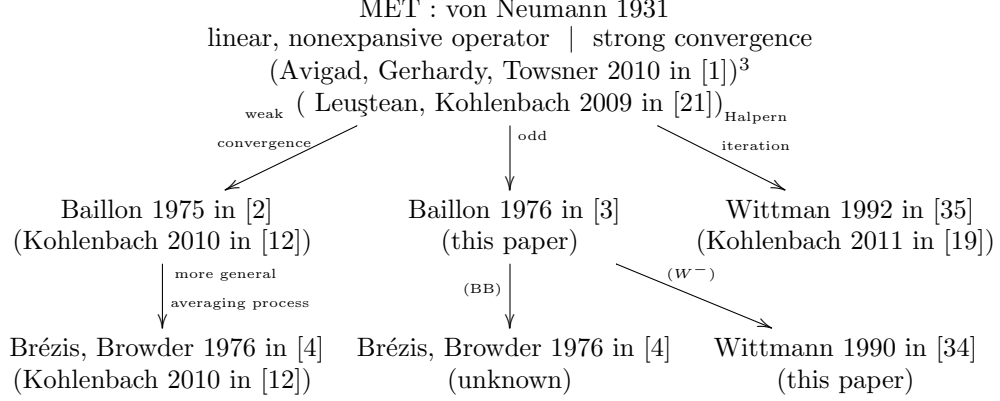 MET : von Neumann 1931
linear, nonexpansive operator | strong convergence
(Avigad, Gerhardy, Towsner 2010 in [1])³
( Leuştean, Kohlenbach 2009 in [21])
weak
convergence
odd
Halpern
iteration
Baillon 1975 in [2]
(Kohlenbach 2010 in [12])
Baillon 1976 in [3]
(this paper)
Wittman 1992 in [35]
(Kohlenbach 2011 in [19])
more general
averaging process
(BB)
(W⁻)
Brézis, Browder 1976 in [4]
(Kohlenbach 2010 in [12])
Brézis, Browder 1976 in [4]
(unknown)
Wittmann 1990 in [34]
(this paper)